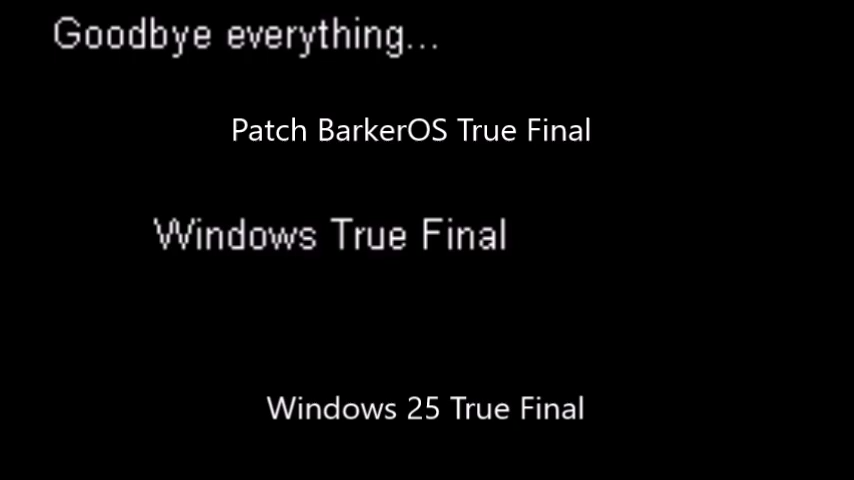 Goodbye everything...
Patch BarkerOS True Final
Windows True Final
Windows 25 True Final